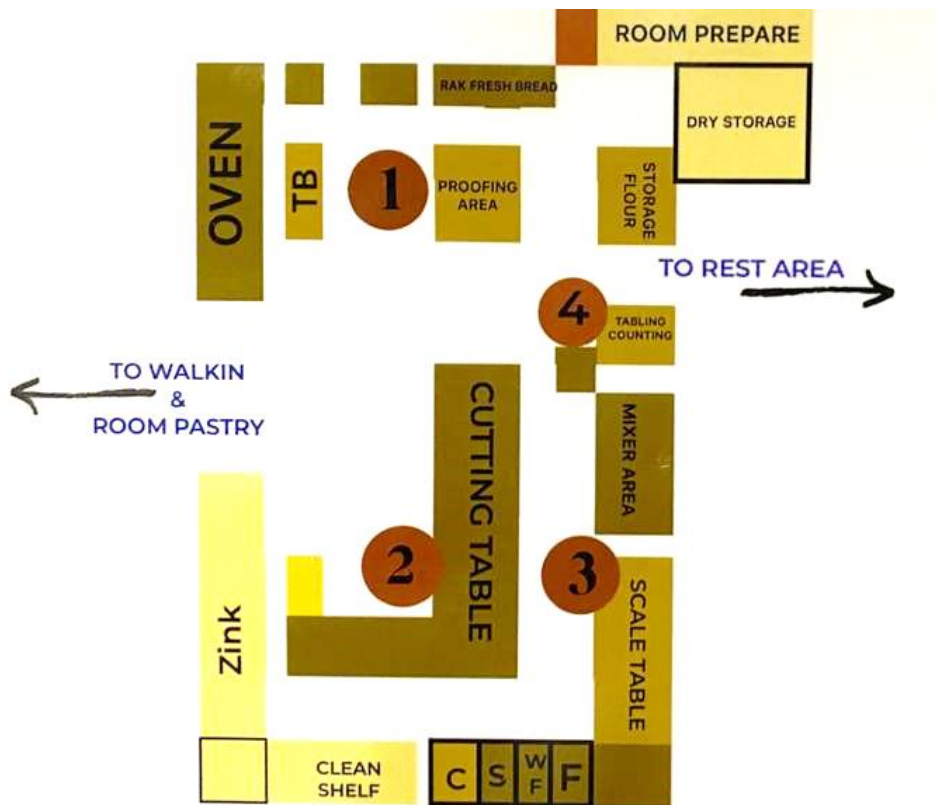 ROOM PREPARE
RAK FRESH BREAD
DRY STORAGE
OVEN
TB
1
PROOFING
AREA
STORAGE
FLOUR
TO REST AREA
4
TABLING
COUNTING
TO WALKIN
&
ROOM PASTRY
CUTTING TABLE
MIXER AREA
2
3
Zink
SCALE TABLE
CLEAN
SHELF
C
S
W
F
F